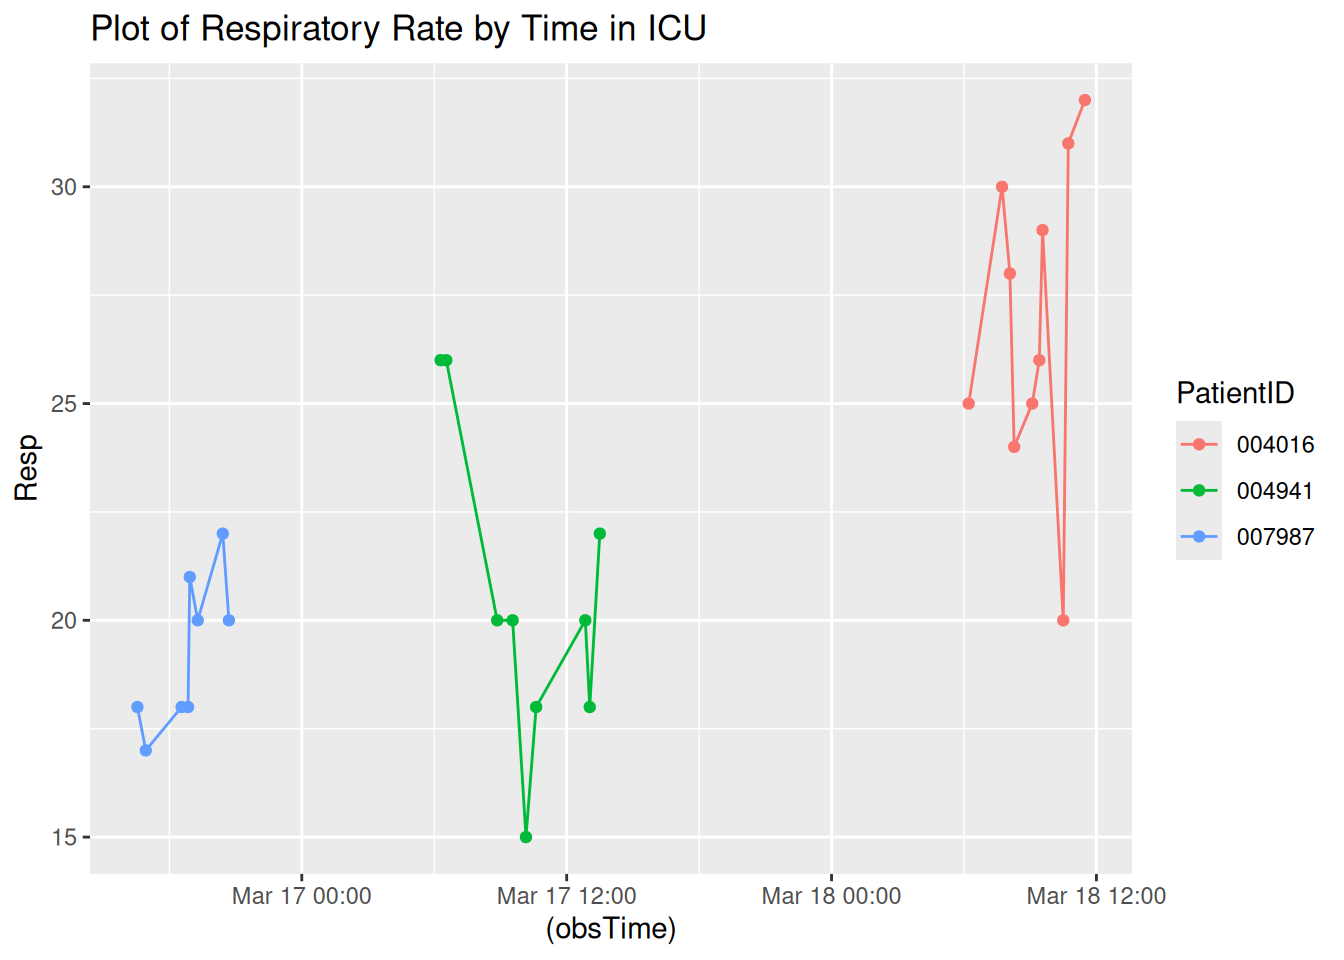 Plot of Respiratory Rate by Time in ICU
30
25
20
15
Resp
Mar 17 00:00
Mar 17 12:00
Mar 18 00:00
Mar 18 12:00
(obsTime)
PatientID
004016
004941
007987